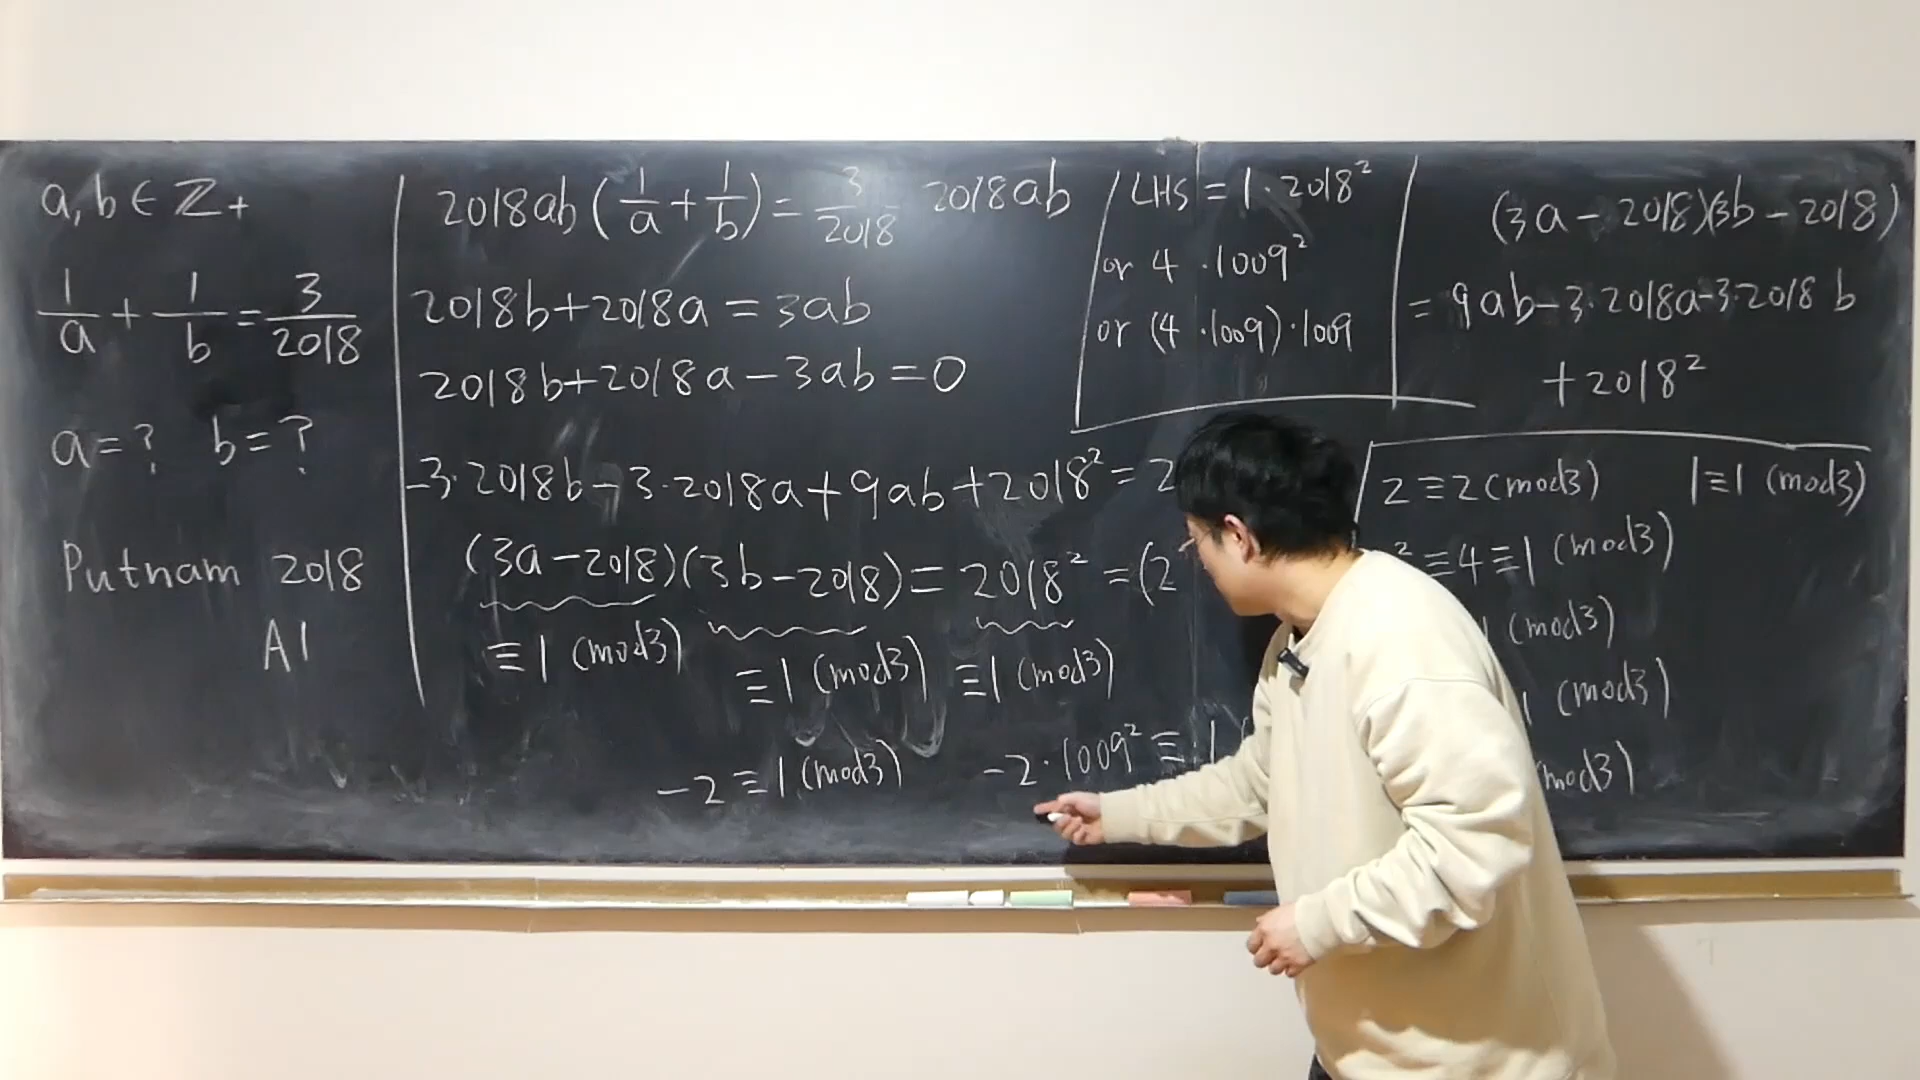 a, b ∈ ℤ+
1/a + 1/b = 3/2018
a = ? b = ?
Putnam 2018
A1
2018ab (1/a + 1/b) = 3/2018 2018ab
2018b + 2018a = 3ab
2018b + 2018a − 3ab = 0
−3·2018b − 3·2018a + 9ab + 2018² = 2
(3a − 2018)(3b − 2018) = 2018² = (2
≡ 1 (mod3) ≡ 1 (mod3) ≡ 1 (mod3)
−2 ≡ 1 (mod3) −2·1009² ≡ 1
LHS = 1·2018²
or 4 ·1009²
or (4 ·1009)·1009
(3a − 2018)(3b − 2018)
= 9ab − 3·2018a − 3·2018 b
+ 2018²
2 ≡ 2 (mod3) 1 ≡ 1 (mod3)
² ≡ 4 ≡ 1 (mod3)
1 (mod3)
1 (mod3)
(mod3)